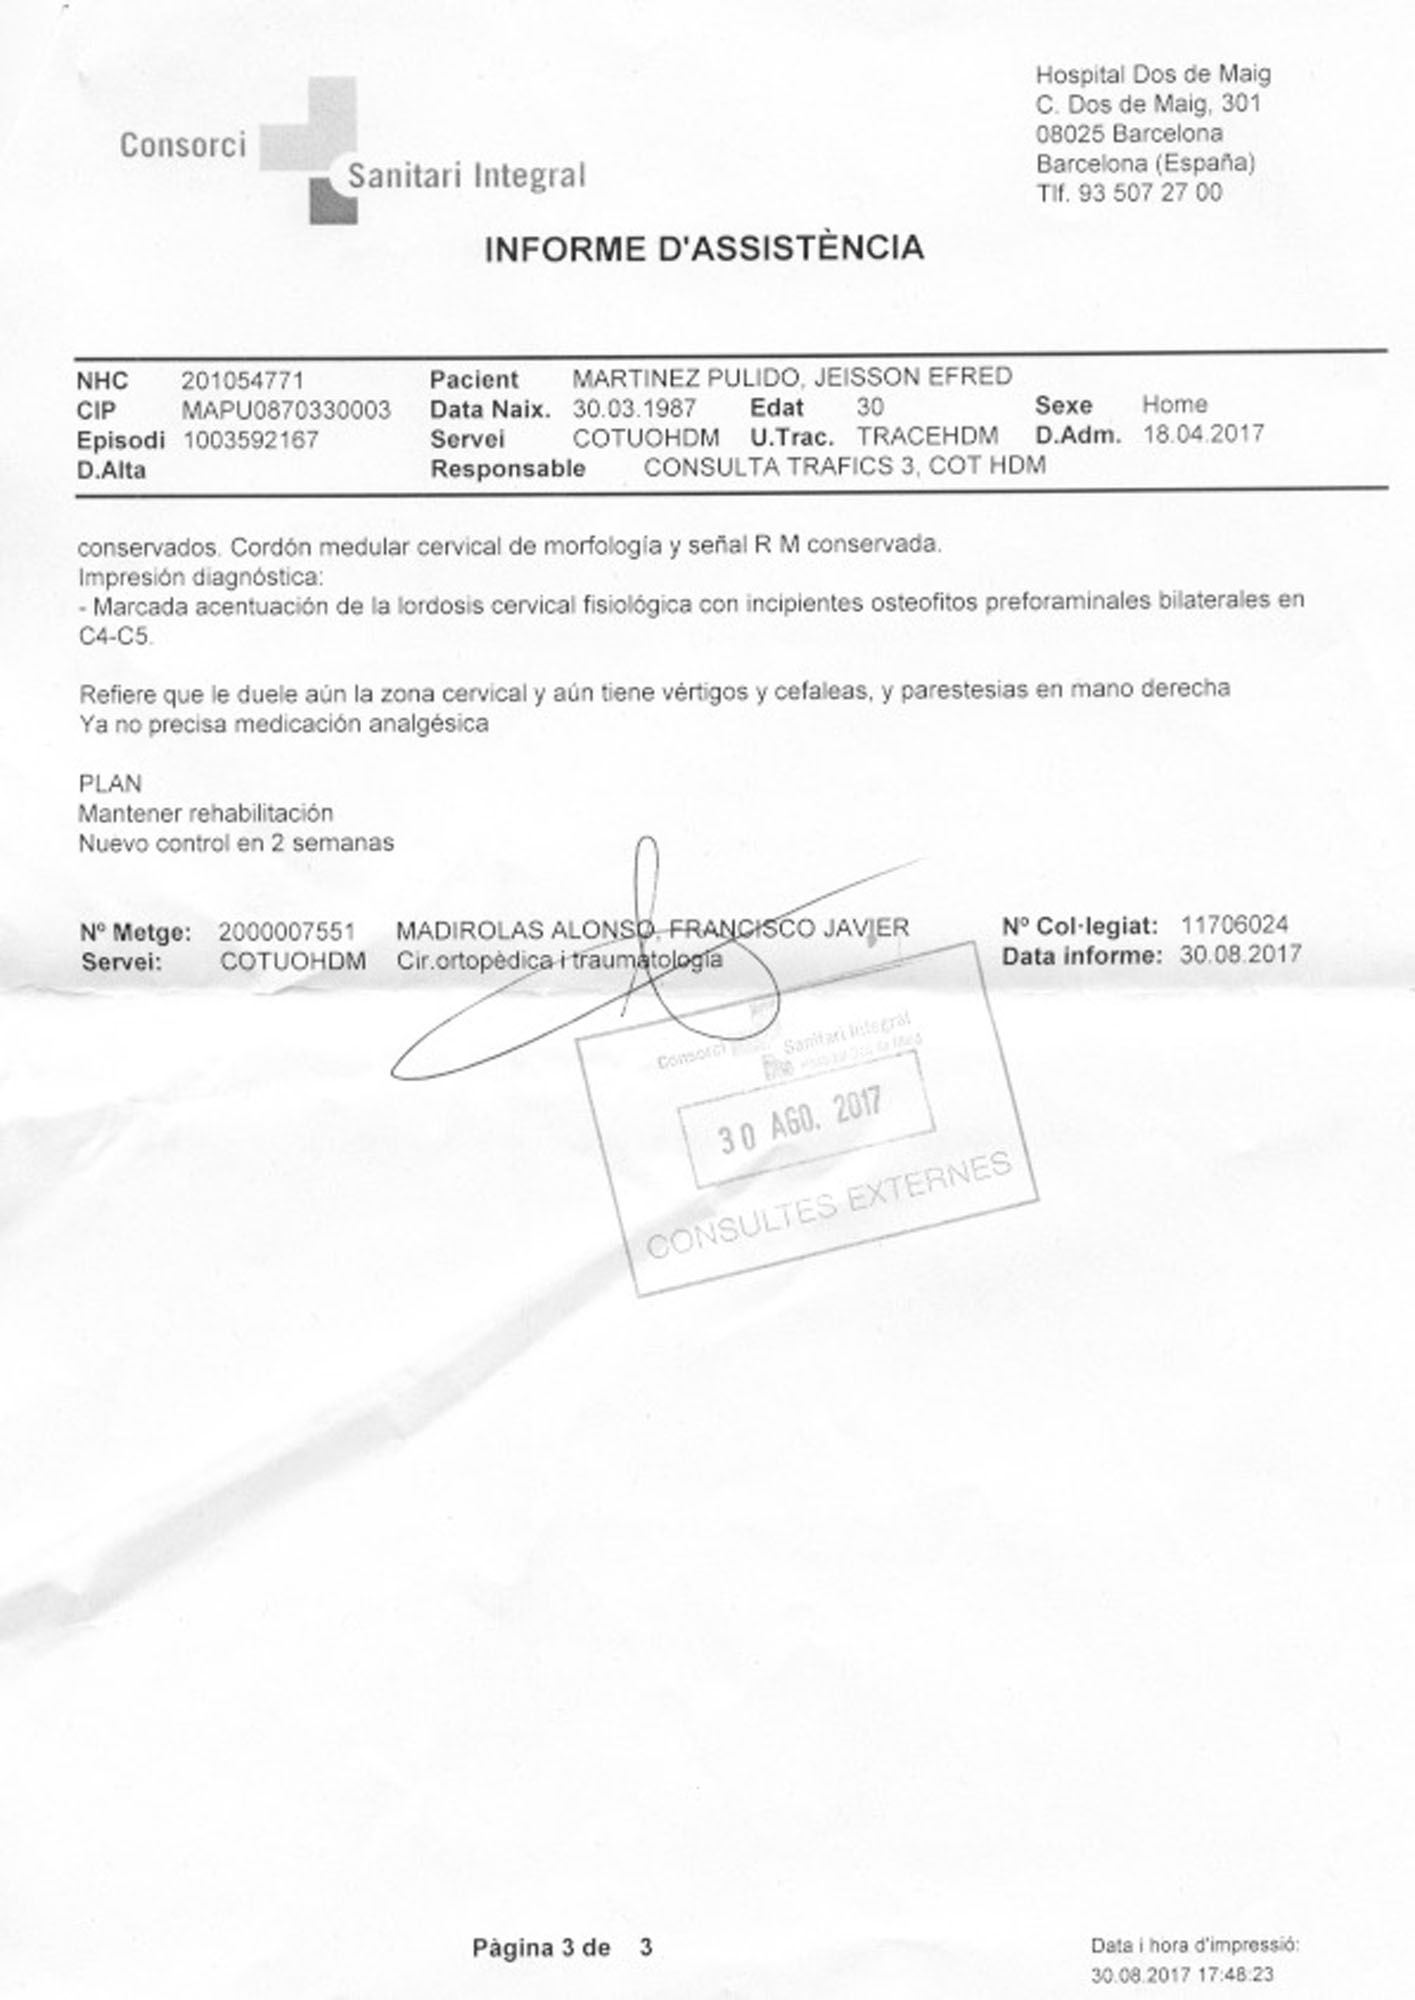 Consorci
Sanitari Integral
Hospital Dos de Maig
C. Dos de Maig, 301
08025 Barcelona
Barcelona (España)
Tlf. 93 507 27 00
INFORME D'ASSISTÈNCIA
NHC 201054771 Pacient MARTINEZ PULIDO, JEISSON EFRED
CIP MAPU0870330003 Data Naix. 30.03.1987 Edat 30 Sexe Home
Episodi 1003592167 Servei COTUOHDM U.Trac. TRACEHDM D.Adm. 18.04.2017
D.Alta Responsable CONSULTA TRAFICS 3, COT HDM
conservados. Cordón medular cervical de morfología y señal R M conservada.
Impresión diagnóstica:
- Marcada acentuación de la lordosis cervical fisiológica con incipientes osteofitos preforaminales bilaterales en
C4-C5.
Refiere que le duele aún la zona cervical y aún tiene vértigos y cefaleas, y parestesias en mano derecha
Ya no precisa medicación analgésica
PLAN
Mantener rehabilitación
Nuevo control en 2 semanas
Nº Metge: 2000007551 MADIROLAS ALONSO, FRANCISCO JAVIER Nº Col·legiat: 11706024
Servei: COTUOHDM Cir.ortopèdica i traumatologia Data informe: 30.08.2017
Consorci Sanitari Integral
30 AGO. 2017
CONSULTES EXTERNES
Pàgina 3 de 3
Data i hora d'impressió:
30.08.2017 17:48:23